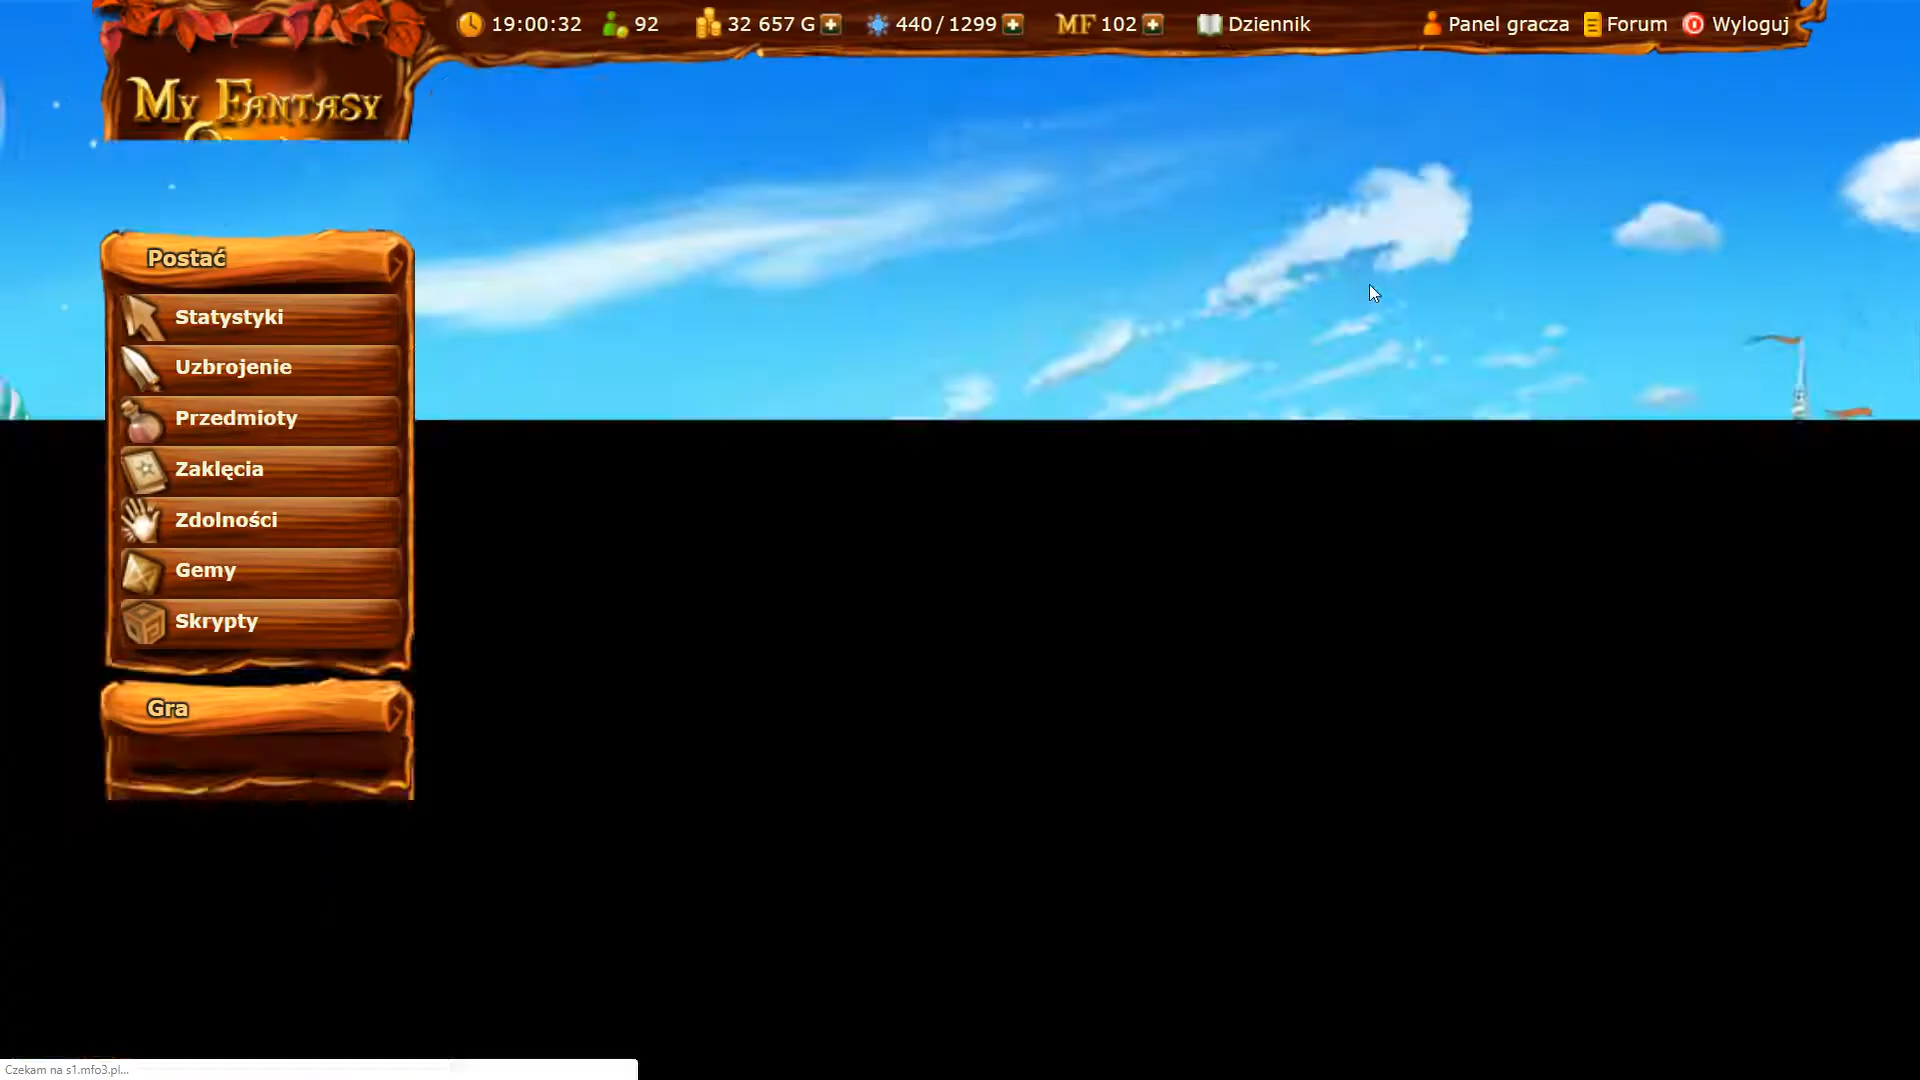 19:00:32 92 32 657 G 440 / 1299 MF 102 Dziennik Panel gracza Forum Wyloguj
My Fantasy
Postać
Statystyki
Uzbrojenie
Przedmioty
Zaklęcia
Zdolności
Gemy
Skrypty
Gra
Czekam na s1.mfo3.pl...